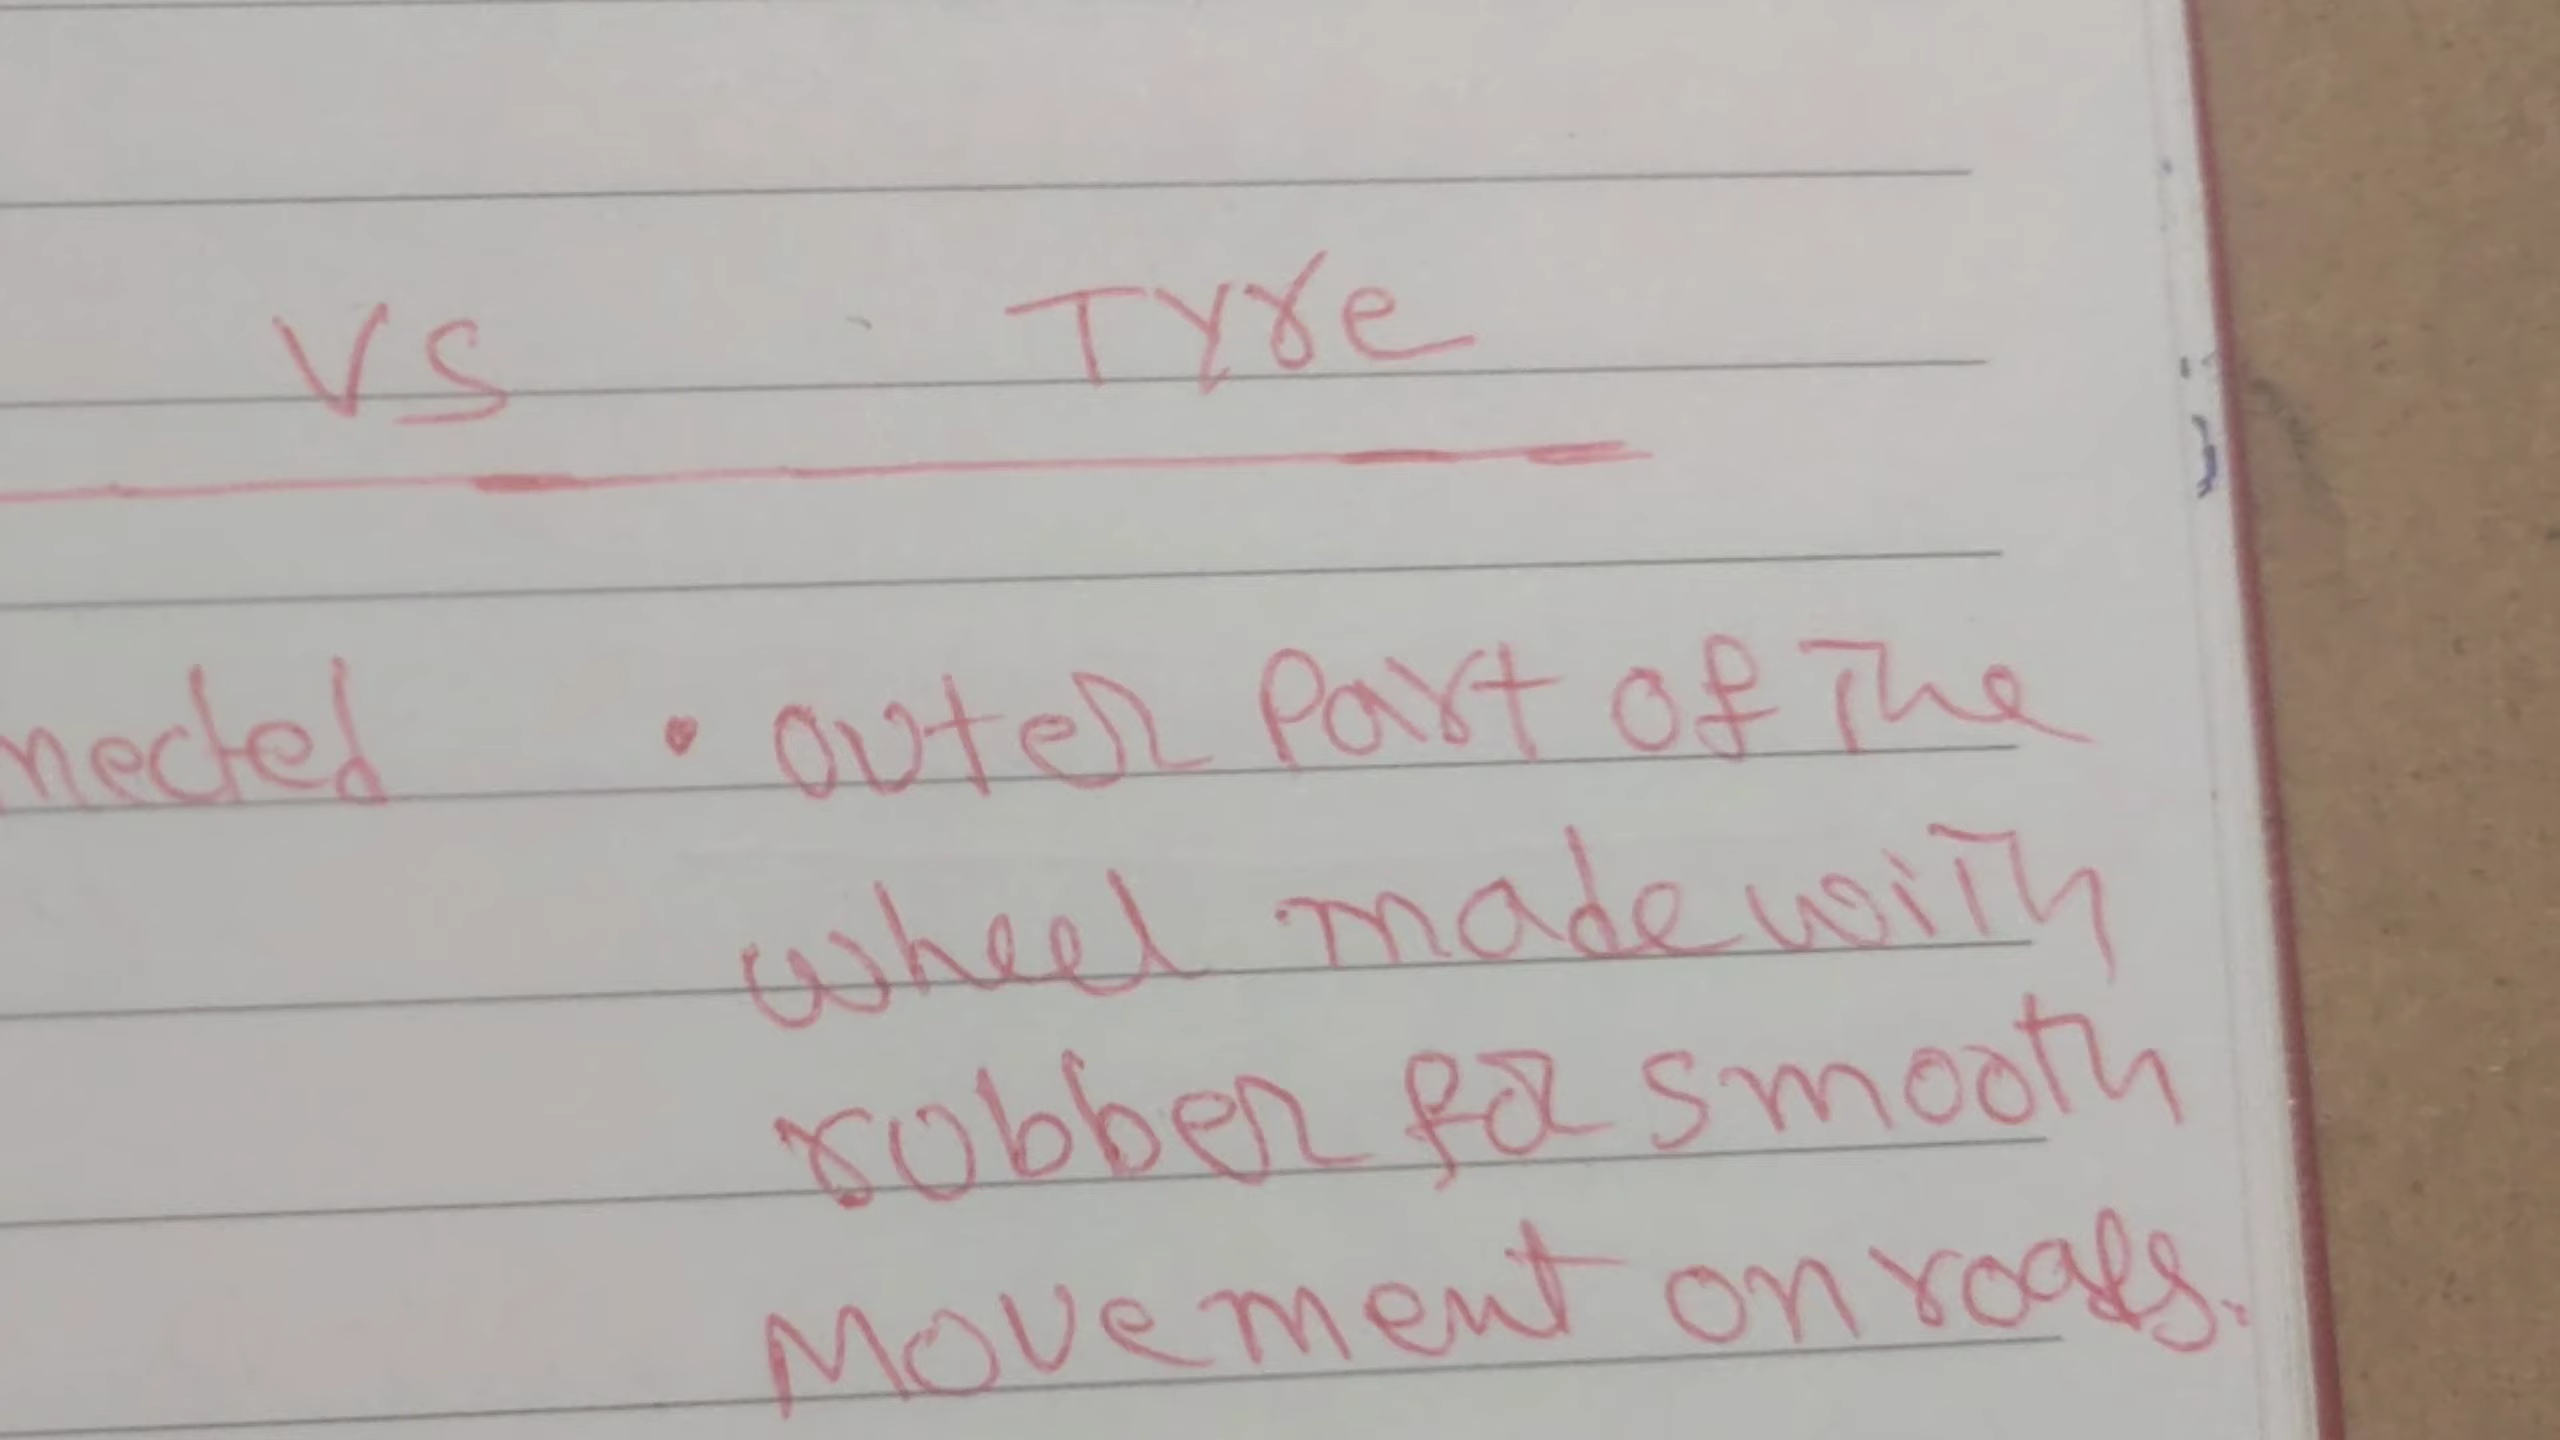 VS Tyre
nected • outer Part of The
wheel made with
rubber for smooth
Movement on roads.